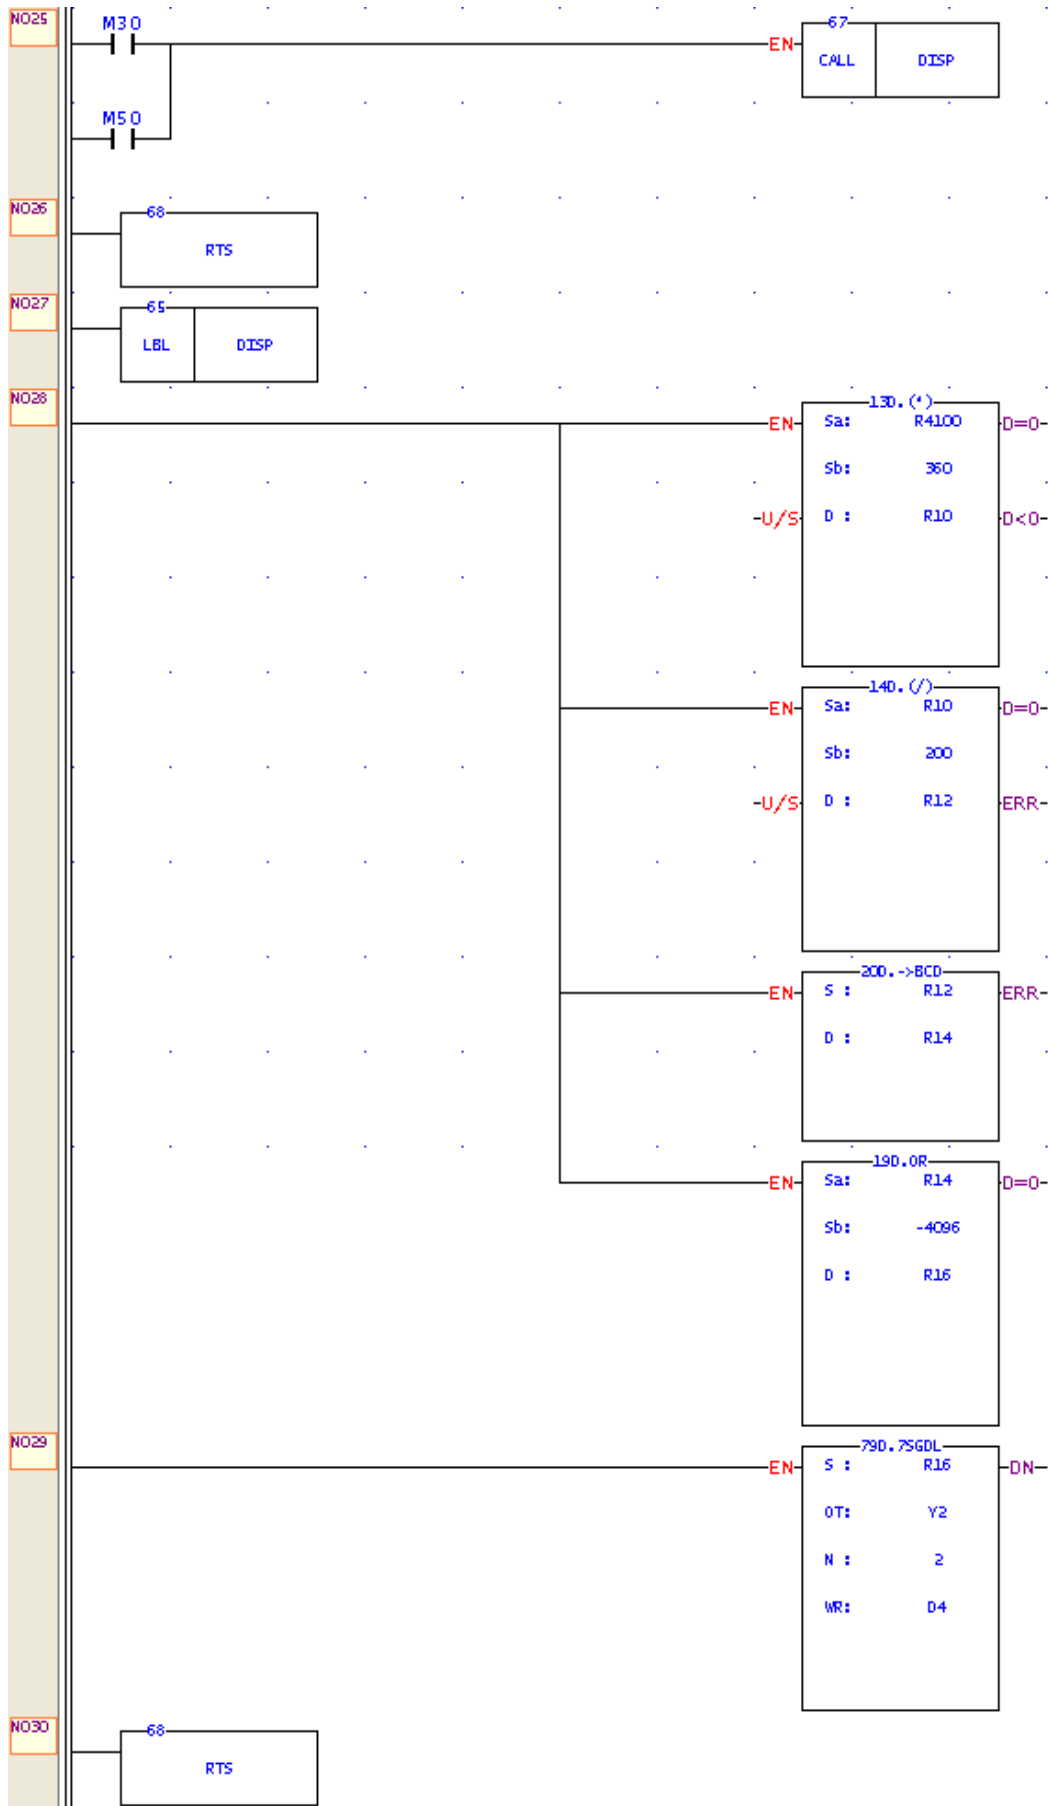 N025
M30
EN
67
CALL DISP
M50
N026
68
RTS
N027
65
LBL DISP
N028
13D.(*)
EN Sa: R4100 D=0
Sb: 360
U/S D : R10 D<0
14D.(/)
EN Sa: R10 D=0
Sb: 200
U/S D : R12 ERR
20D.->BCD
EN S : R12 ERR
D : R14
19D.OR
EN Sa: R14 D=0
Sb: -4096
D : R16
N029
79D.7SGDL
EN S : R16 DN
OT: Y2
N : 2
WR: D4
N030
68
RTS